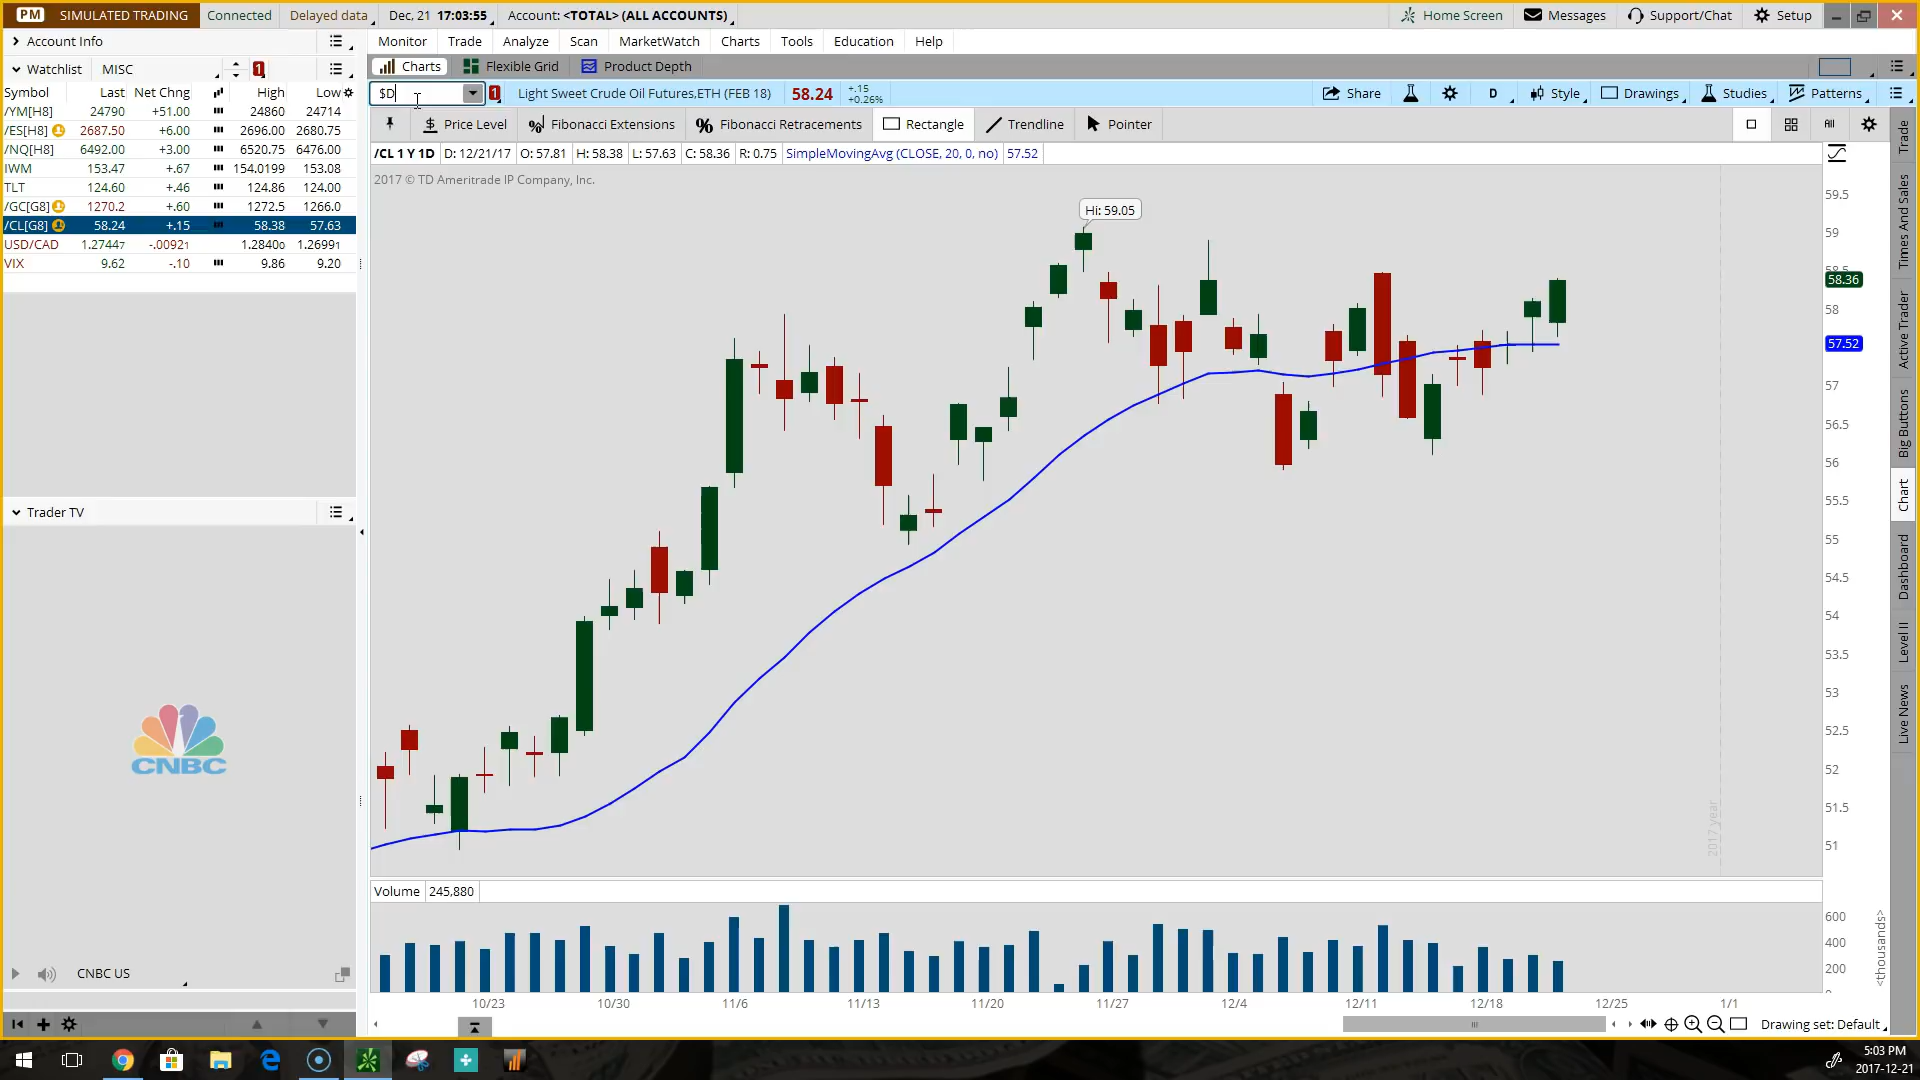 PM SIMULATED TRADING Connected Delayed data Dec, 21 17:03:55 Account: <TOTAL> (ALL ACCOUNTS) Home Screen Messages Support/Chat Setup
Account Info
Monitor Trade Analyze Scan MarketWatch Charts Tools Education Help
Watchlist MISC 1
Charts Flexible Grid Product Depth
Symbol Last Net Chng High Low
$D 1 Light Sweet Crude Oil Futures,ETH (FEB 18) 58.24 +.15 +0.26% Share D Style Drawings Studies Patterns
/YM[H8] 24790 +51.00 24860 24714
/ES[H8] 2687.50 +6.00 2696.00 2680.75
/NQ[H8] 6492.00 +3.00 6520.75 6476.00
IWM 153.47 +.67 154.0199 153.08
TLT 124.60 +.46 124.86 124.00
/GC[G8] 1270.2 +.60 1272.5 1266.0
/CL[G8] 58.24 +.15 58.38 57.63
USD/CAD 1.27447 -.00921 1.28400 1.26991
VIX 9.62 -.10 9.86 9.20
$ Price Level % Fibonacci Extensions % Fibonacci Retracements Rectangle Trendline Pointer All
/CL 1 Y 1D D: 12/21/17 O: 57.81 H: 58.38 L: 57.63 C: 58.36 R: 0.75 SimpleMovingAvg (CLOSE, 20, 0, no) 57.52
2017 © TD Ameritrade IP Company, Inc.
Hi: 59.05
59.5
59
58.5
58.36
58
57.52
57
56.5
56
55.5
55
54.5
54
53.5
53
52.5
52
51.5
51
2017 year
Trader TV
CNBC
CNBC US
Volume 245,880
600
400
200
0
<thousands>
10/23 10/30 11/6 11/13 11/20 11/27 12/4 12/11 12/18 12/25 1/1
Drawing set: Default
Trade
Times And Sales
Active Trader
Big Buttons
Chart
Dashboard
Level II
Live News
5:03 PM
2017-12-21